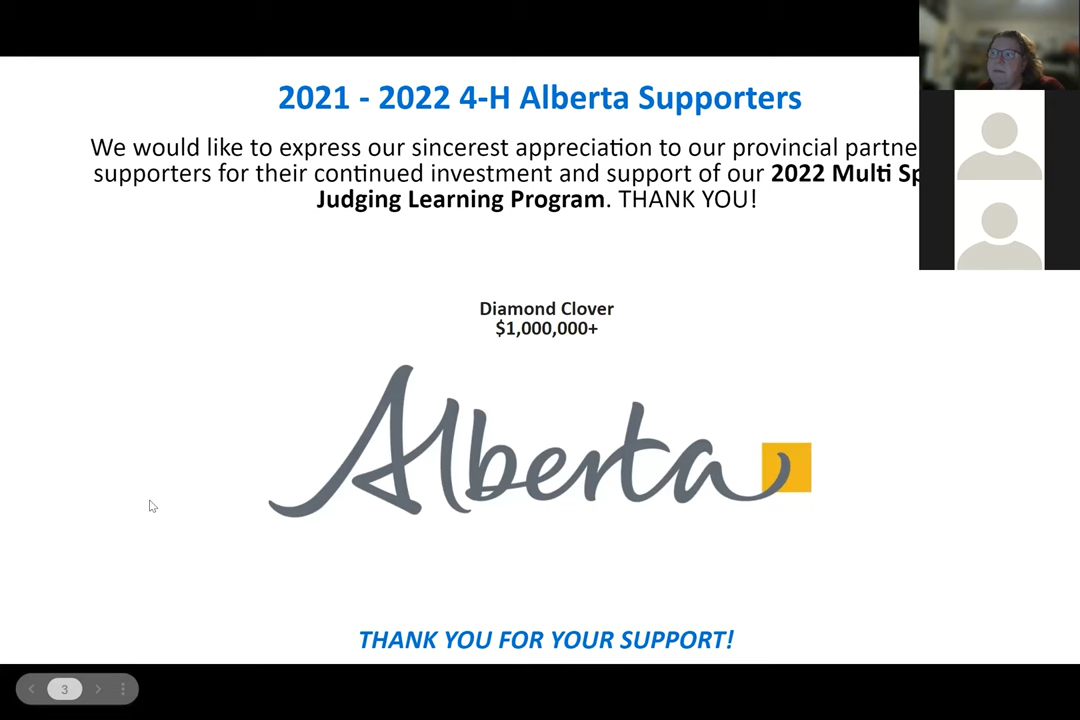 2021 - 2022 4-H Alberta Supporters
We would like to express our sincerest appreciation to our provincial partne
supporters for their continued investment and support of our 2022 Multi Sp
Judging Learning Program. THANK YOU!
Diamond Clover
$1,000,000+
Alberta
THANK YOU FOR YOUR SUPPORT!
3